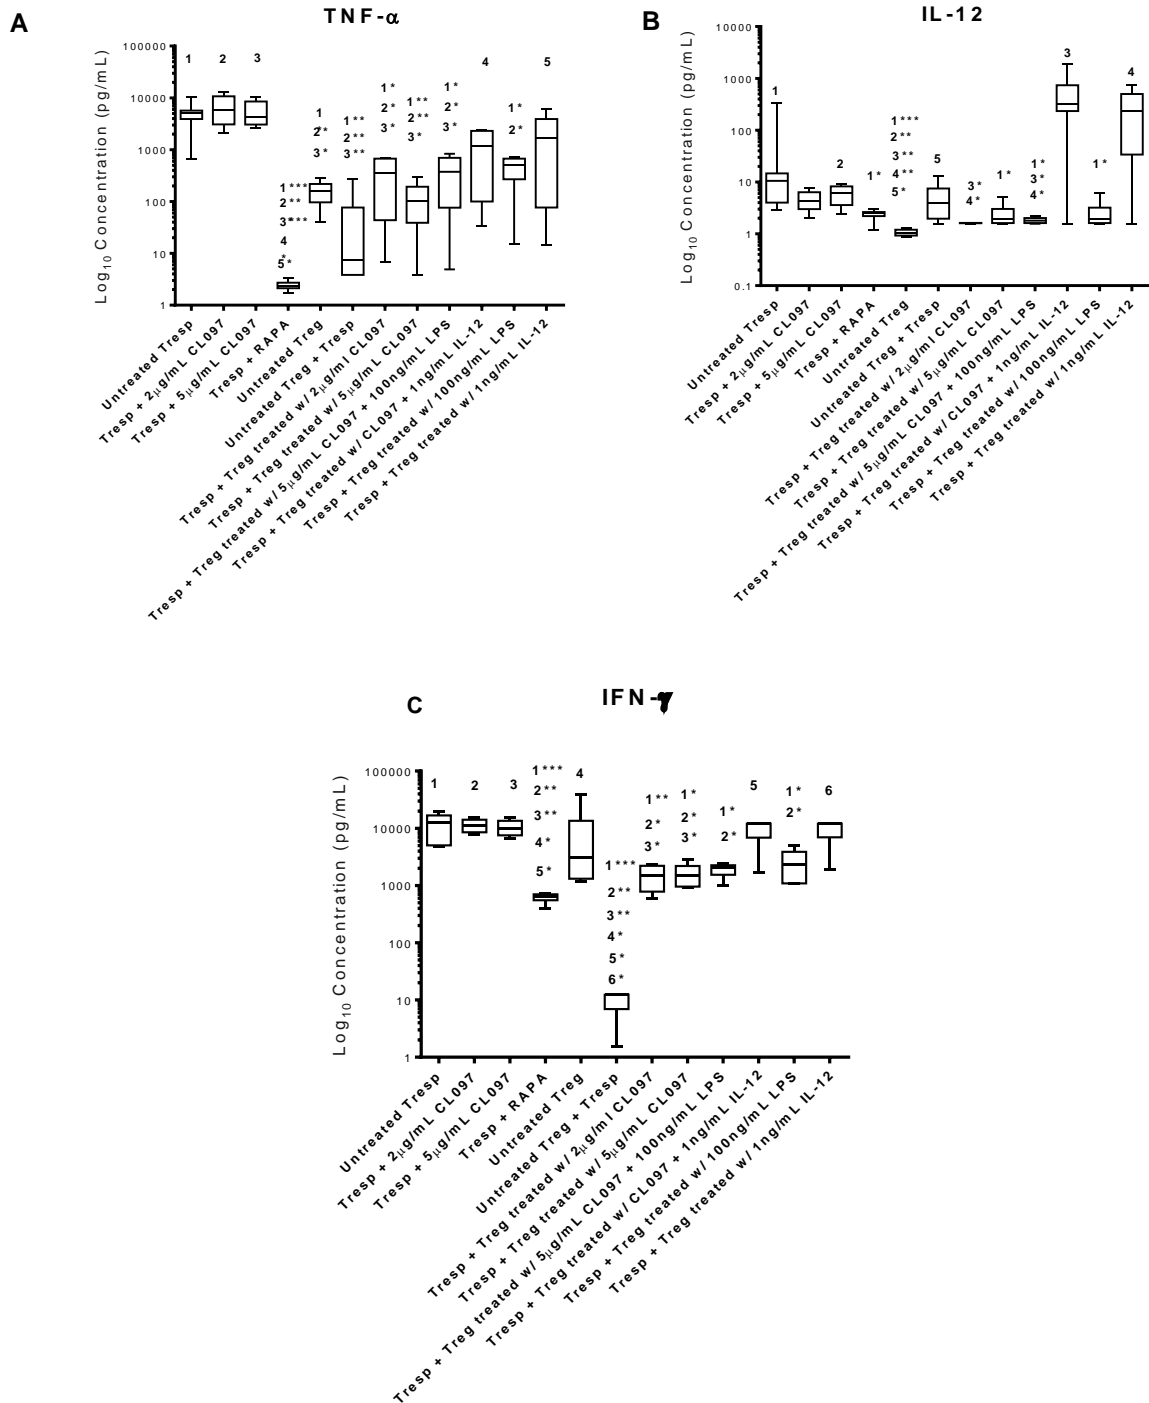 A
TNF-α
Log10 Concentration (pg/mL)
100000
10000
1000
100
10
1
1
2
3
1***
2**
3****
4
*
5*
1
*
2**
3*
1**
2**
3**
1*
2*
3*
1**
2**
3*
1*
2*
3*
4
1*
2*
5
Untreated Tresp
Tresp + 2μg/mL CL097
Tresp + 5μg/mL CL097
Tresp + RAPA
Untreated Treg
Untreated Treg + Tresp
Tresp + Treg treated w/ 2μg/ml CL097
Tresp + Treg treated w/ 5μg/mL CL097
Tresp + Treg treated w/ 5μg/mL CL097 + 100ng/mL LPS
Tresp + Treg treated w/ CL097 + 1ng/mL IL-12
Tresp + Treg treated w/ 100ng/mL LPS
Tresp + Treg treated w/ 1ng/mL IL-12
B
IL-12
Log10 Concentration (pg/mL)
10000
1000
100
10
1
0.1
1
2
1*
1****
2**
3**
4**
5*
5
3*
4*
1*
1*
3*
4*
3
1*
4
Untreated Tresp
Tresp + 2μg/mL CL097
Tresp + 5μg/mL CL097
Tresp + RAPA
Untreated Treg
Untreated Treg + Tresp
Tresp + Treg treated w/ 2μg/ml CL097
Tresp + Treg treated w/ 5μg/mL CL097
Tresp + Treg treated w/ 5μg/mL CL097 + 100ng/mL LPS
Tresp + Treg treated w/ CL097 + 1ng/mL IL-12
Tresp + Treg treated w/ 100ng/mL LPS
Tresp + Treg treated w/ 1ng/mL IL-12
C
IFN-γ
Log10 Concentration (pg/mL)
100000
10000
1000
100
10
1
1
2
3
1***
2**
3**
4*
5*
4
1***
2**
3**
4*
5*
6*
1**
2*
3*
1*
2*
3*
1*
2*
5
1*
2*
6
Untreated Tresp
Tresp + 2μg/mL CL097
Tresp + 5μg/mL CL097
Tresp + RAPA
Untreated Treg
Untreated Treg + Tresp
Tresp + Treg treated w/ 2μg/ml CL097
Tresp + Treg treated w/ 5μg/mL CL097
Tresp + Treg treated w/ 5μg/mL CL097 + 100ng/mL LPS
Tresp + Treg treated w/ CL097 + 1ng/mL IL-12
Tresp + Treg treated w/ 100ng/mL LPS
Tresp + Treg treated w/ 1ng/mL IL-12